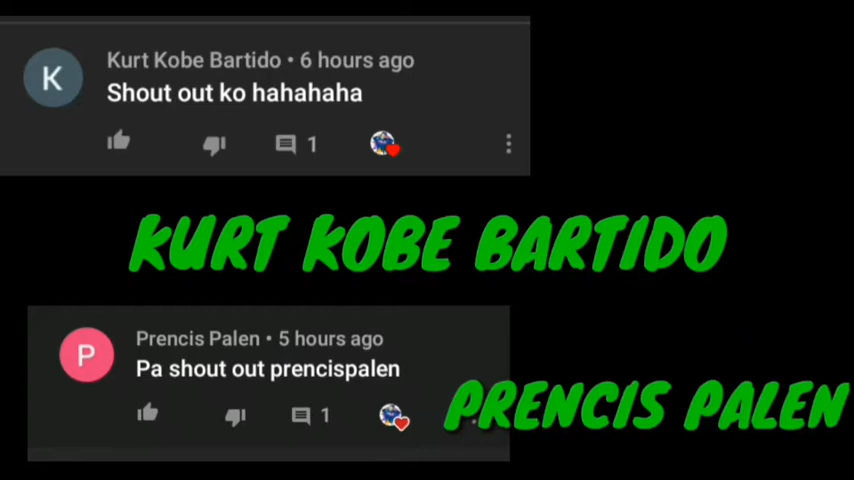 K
Kurt Kobe Bartido • 6 hours ago
Shout out ko hahahaha
1
KURT KOBE BARTIDO
P
Prencis Palen • 5 hours ago
Pa shout out prencispalen
1
PRENCIS PALEN